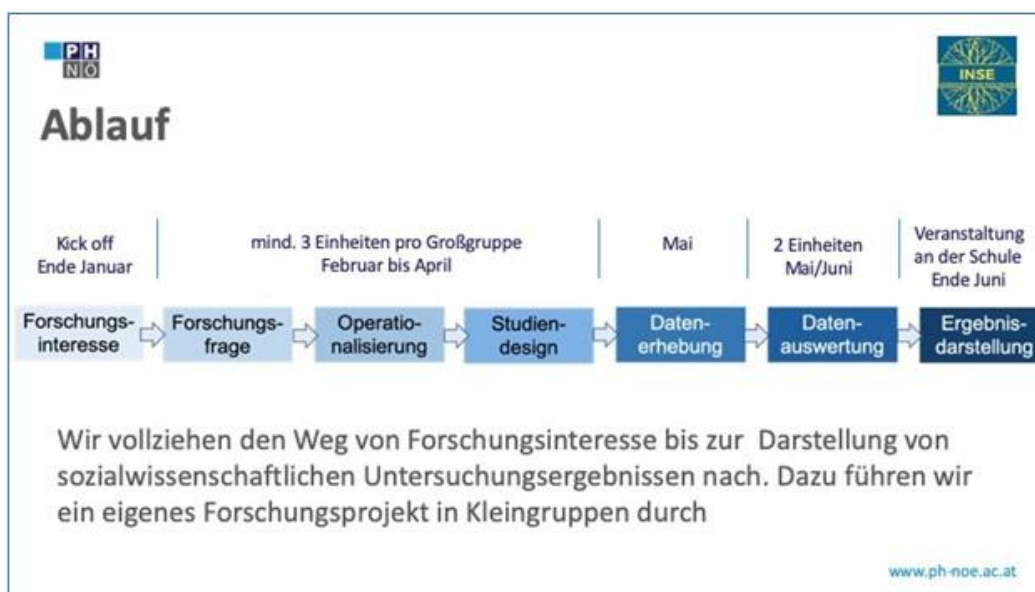 PH
NÖ
INSE
Ablauf
Kick off
Ende Januar
mind. 3 Einheiten pro Großgruppe
Februar bis April
Mai
2 Einheiten
Mai/Juni
Veranstaltung
an der Schule
Ende Juni
Forschungs-
interesse
Forschungs-
frage
Operatio-
nalisierung
Studien-
design
Daten-
erhebung
Daten-
auswertung
Ergebnis-
darstellung
Wir vollziehen den Weg von Forschungsinteresse bis zur Darstellung von
sozialwissenschaftlichen Untersuchungsergebnissen nach. Dazu führen wir
ein eigenes Forschungsprojekt in Kleingruppen durch
www.ph-noe.ac.at